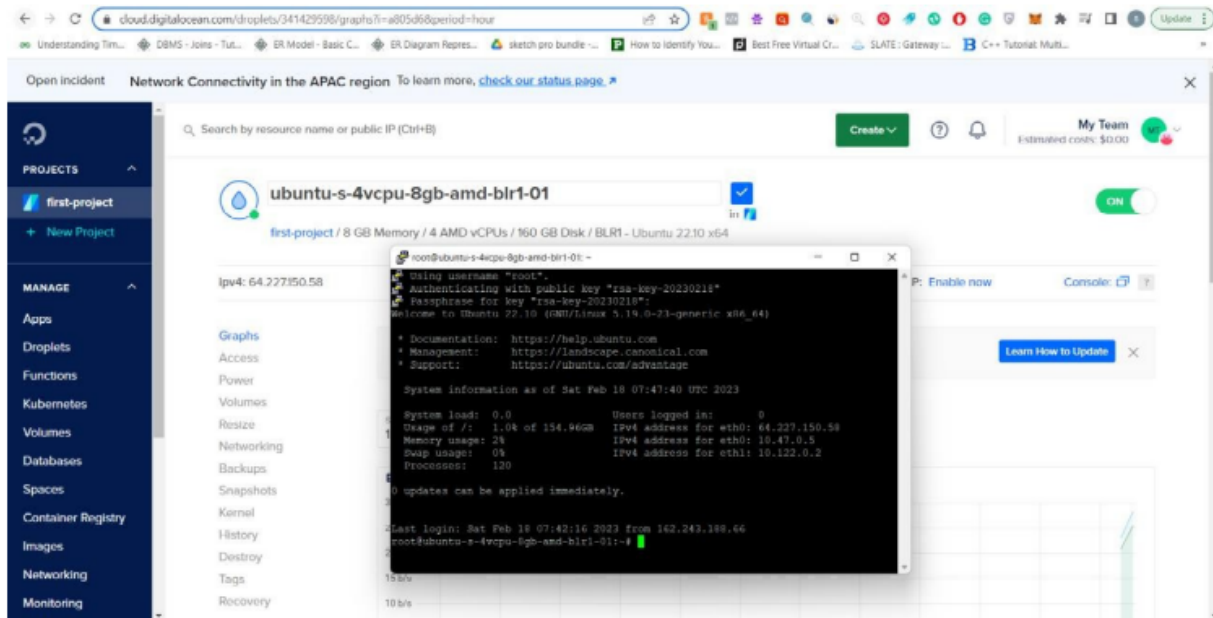 cloud.digitalocean.com/droplets/341429598/graphs?i=a805d6&period=hour
Update
Understanding Tim...
DBMS - Joins - Tut...
ER Model - Basic C...
ER Diagram Repres...
sketch pro bundle -...
How to Identify You...
Best Free Virtual Cr...
SLATE : Gateway :...
C++ Tutorial: Multi...
Open incident Network Connectivity in the APAC region To learn more, check our status page
Search by resource name or public IP (Ctrl+B)
Create
My Team
Estimated costs: $0.00
PROJECTS
first-project
+ New Project
MANAGE
Apps
Droplets
Functions
Kubernetes
Volumes
Databases
Spaces
Container Registry
Images
Networking
Monitoring
ubuntu-s-4vcpu-8gb-amd-blr1-01
in
ON
first-project / 8 GB Memory / 4 AMD vCPUs / 160 GB Disk / BLR1 - Ubuntu 22.10 x64
ipv4: 64.227.150.58
P: Enable now
Console:
?
Graphs
Access
Power
Volumes
Resize
Networking
Backups
Snapshots
Kernel
History
Destroy
Tags
Recovery
Learn How to Update
15 b/s
10 b/s
root@ubuntu-s-4vcpu-8gb-amd-blr1-01: ~
Using username "root".
Authenticating with public key "rsa-key-20230218"
Passphrase for key "rsa-key-20230218":
Welcome to Ubuntu 22.10 (GNU/Linux 5.19.0-23-generic x86_64)
* Documentation: https://help.ubuntu.com
* Management: https://landscape.canonical.com
* Support: https://ubuntu.com/advantage
System information as of Sat Feb 18 07:47:40 UTC 2023
System load: 0.0 Users logged in: 0
Usage of /: 1.0% of 154.96GB IPv4 address for eth0: 64.227.150.58
Memory usage: 2% IPv4 address for eth0: 10.47.0.5
Swap usage: 0% IPv4 address for eth1: 10.122.0.2
Processes: 120
0 updates can be applied immediately.
Last login: Sat Feb 18 07:42:16 2023 from 162.243.188.66
root@ubuntu-s-4vcpu-8gb-amd-blr1-01:~#